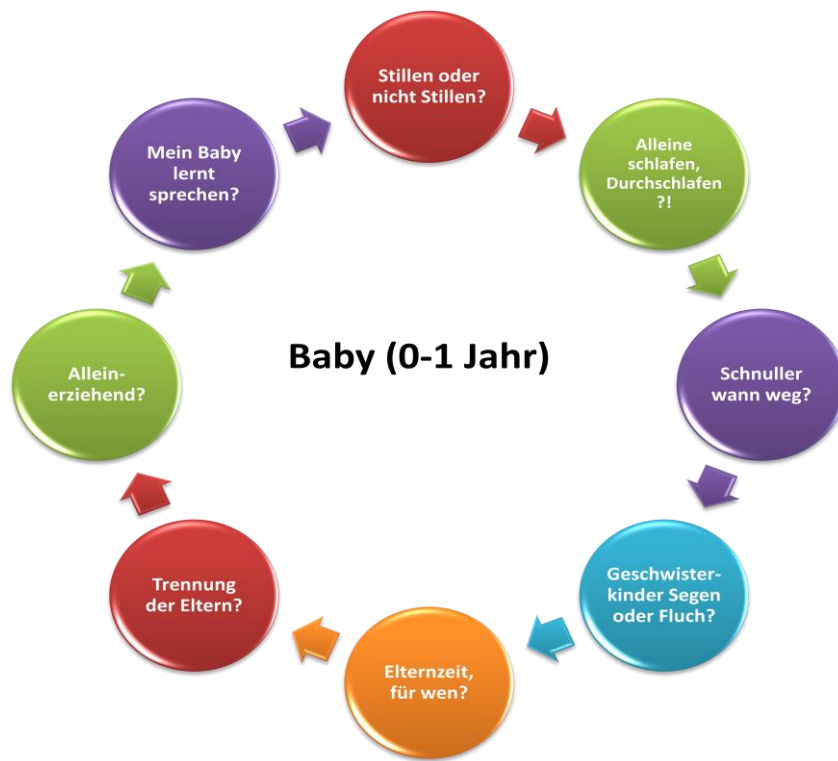 Stillen oder
nicht Stillen?
Alleine
schlafen,
Durchschlafen
?!
Schnuller
wann weg?
Geschwister-
kinder Segen
oder Fluch?
Elternzeit,
für wen?
Trennung
der Eltern?
Allein-
erziehend?
Mein Baby
lernt
sprechen?
Baby (0-1 Jahr)